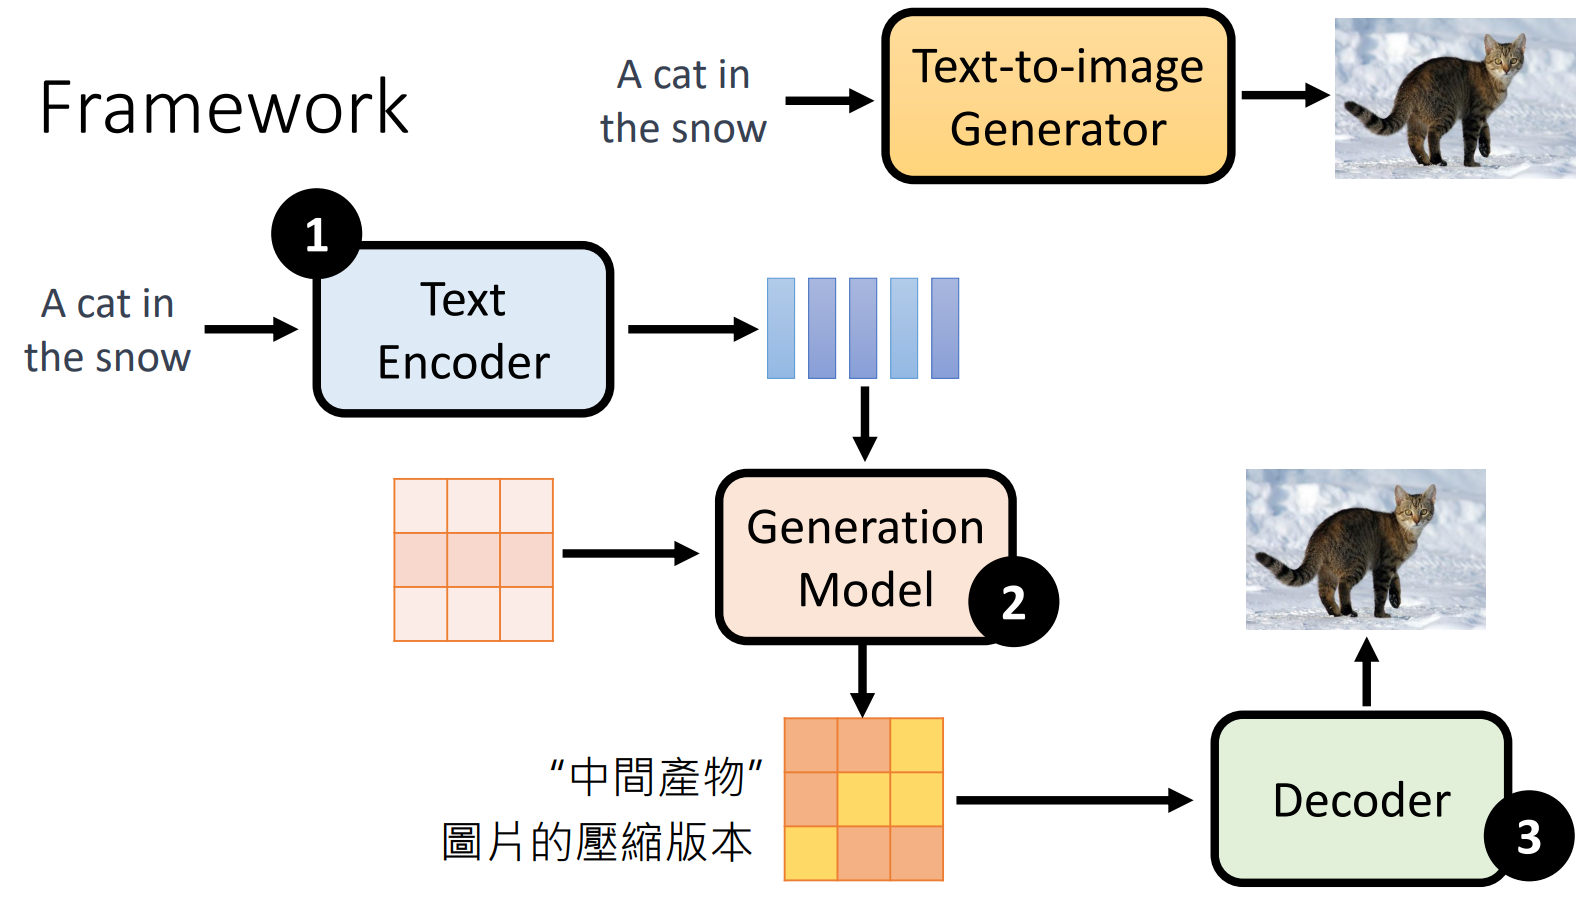 Framework
A cat in
the snow
Text-to-image
Generator
1
A cat in
the snow
Text
Encoder
Generation
Model
2
“中間產物”
圖片的壓縮版本
Decoder
3